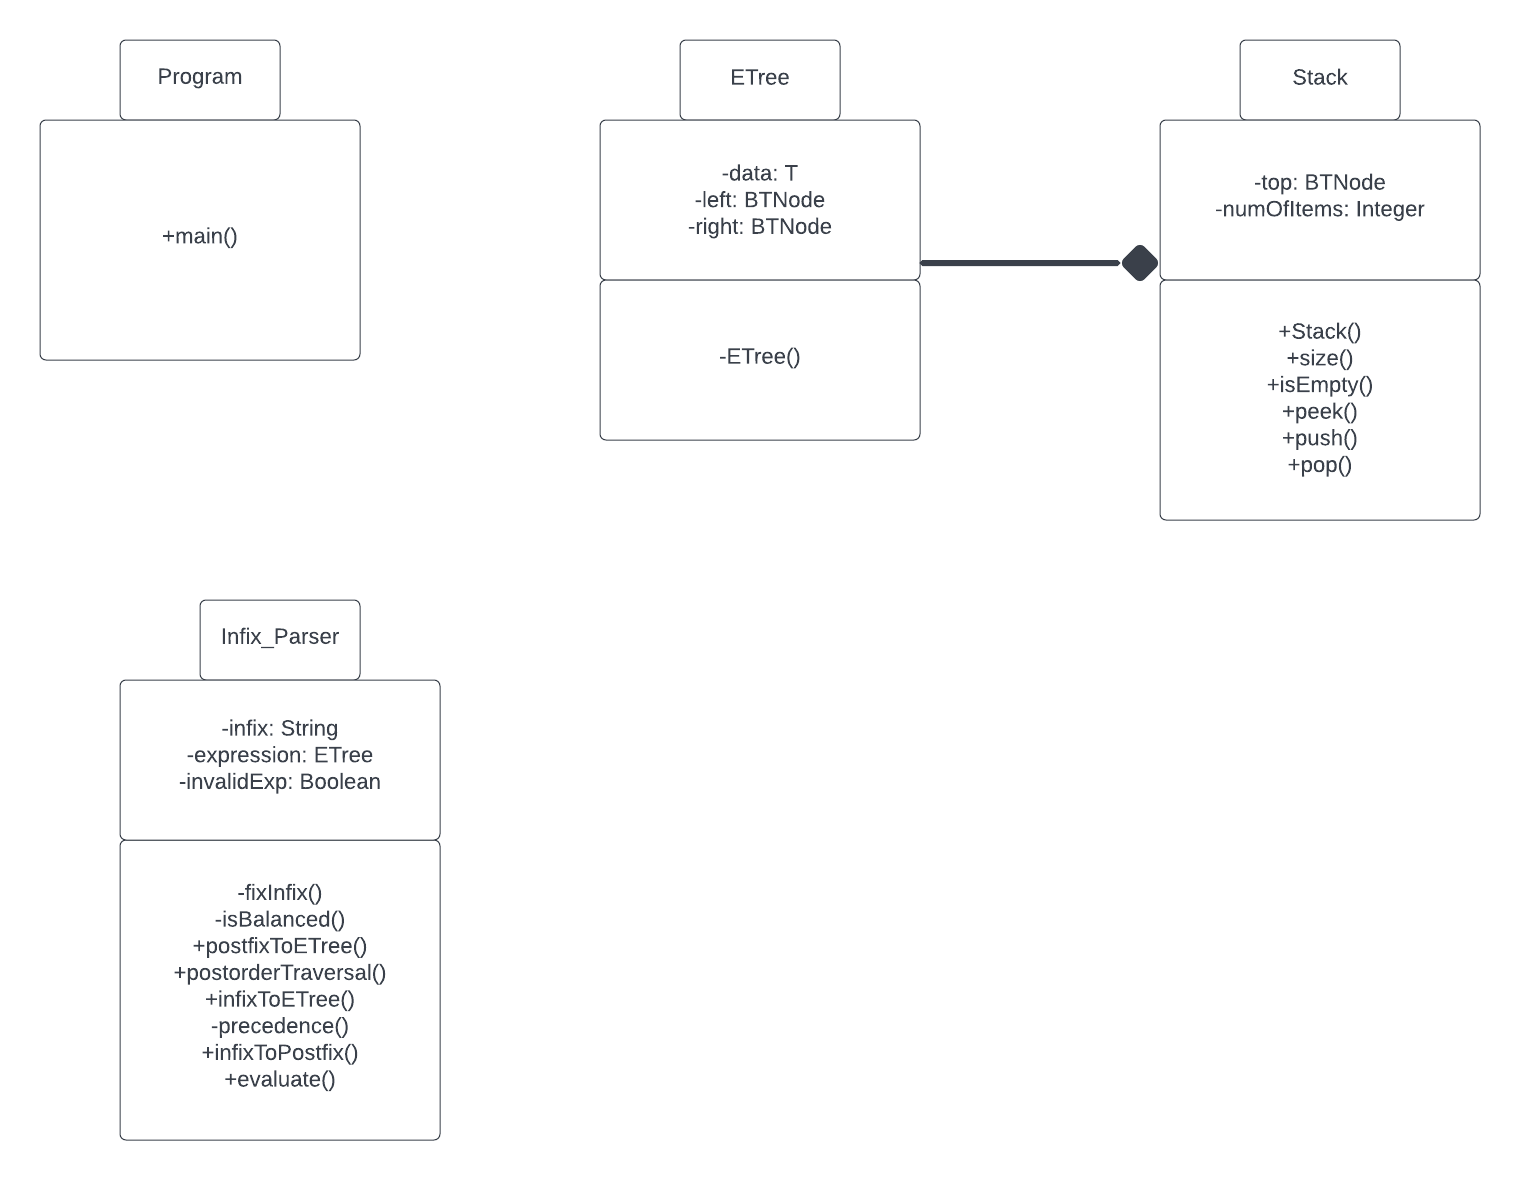 Program
+main()
ETree
-data: T
-left: BTNode
-right: BTNode
-ETree()
Stack
-top: BTNode
-numOfItems: Integer
+Stack()
+size()
+isEmpty()
+peek()
+push()
+pop()
Infix_Parser
-infix: String
-expression: ETree
-invalidExp: Boolean
-fixInfix()
-isBalanced()
+postfixToETree()
+postorderTraversal()
+infixToETree()
-precedence()
+infixToPostfix()
+evaluate()